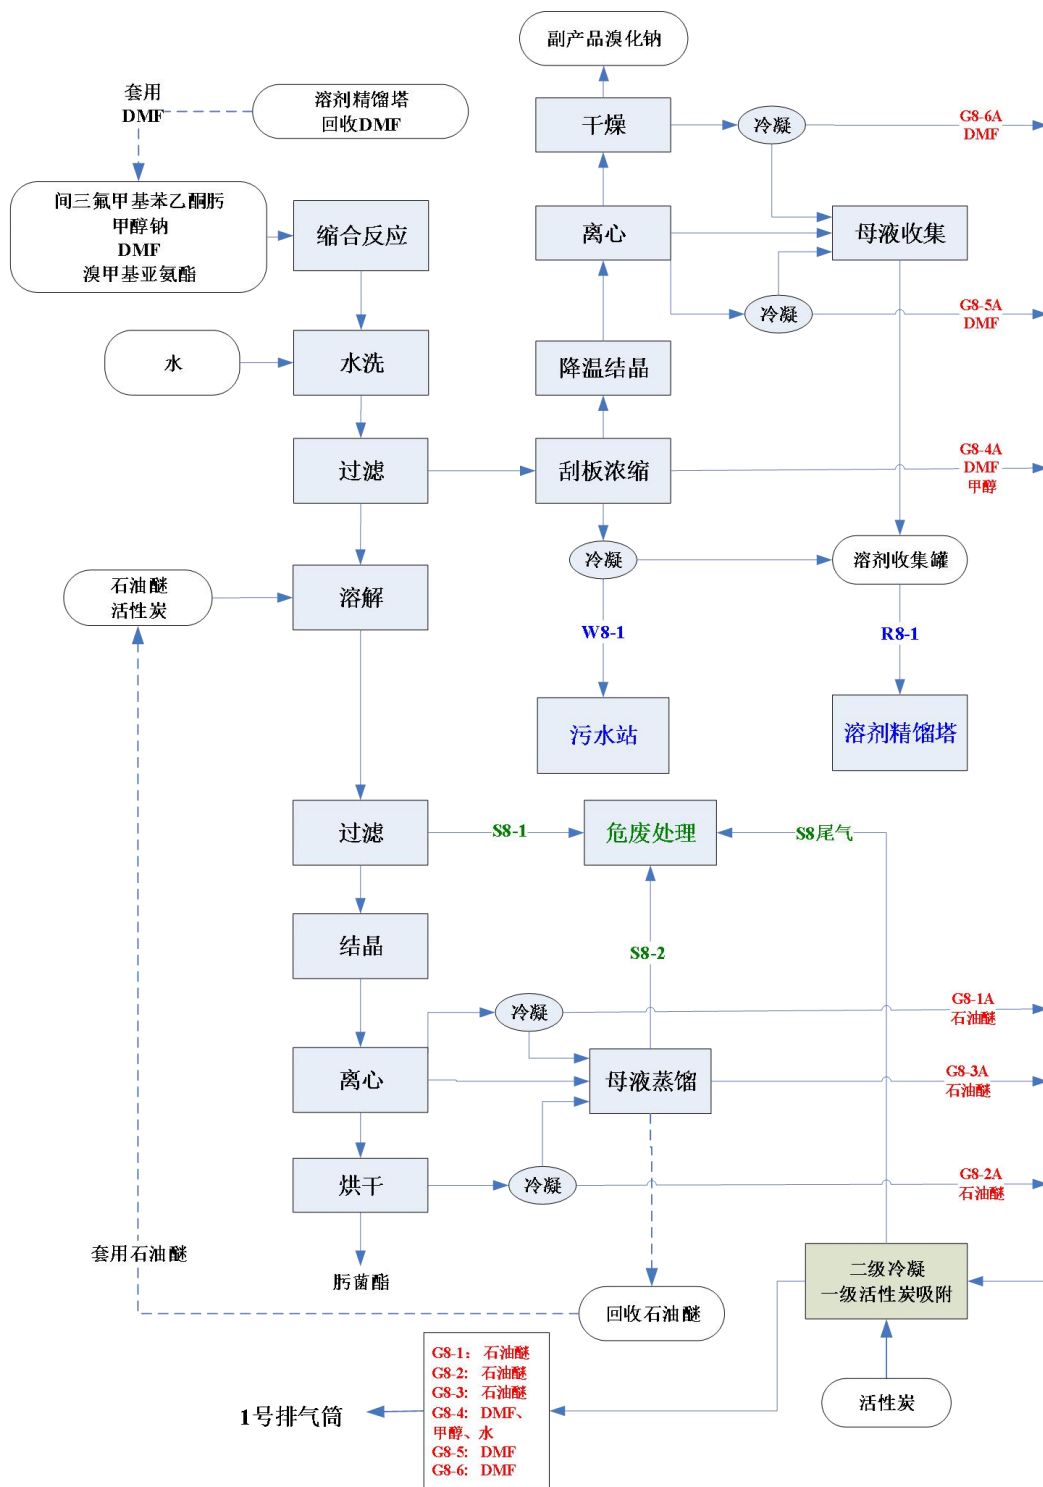 副产品溴化钠
套用
DMF
溶剂精馏塔
回收DMF
干燥
冷凝
G8-6A
DMF
间三氟甲基苯乙酮肟
甲醇钠
DMF
溴甲基亚氨酯
缩合反应
离心
母液收集
冷凝
G8-5A
DMF
水
水洗
降温结晶
过滤
刮板浓缩
G8-4A
DMF
甲醇
冷凝
溶剂收集罐
石油醚
活性炭
溶解
W8-1
R8-1
污水站
溶剂精馏塔
过滤
S8-1
危废处理
S8尾气
结晶
S8-2
冷凝
G8-1A
石油醚
离心
母液蒸馏
G8-3A
石油醚
烘干
冷凝
G8-2A
石油醚
套用石油醚
肟菌酯
二级冷凝
一级活性炭吸附
回收石油醚
G8-1: 石油醚
G8-2: 石油醚
G8-3: 石油醚
G8-4: DMF、
甲醇、水
G8-5: DMF
G8-6: DMF
1号排气筒
活性炭